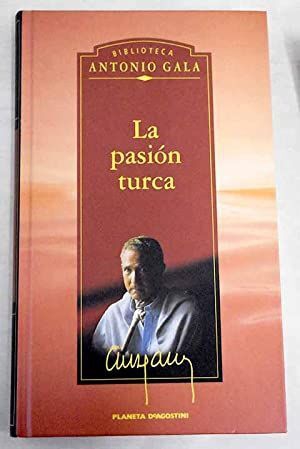 BIBLIOTECA
ANTONIO GALA
La
pasión
turca
PLANETA DEAGOSTINI